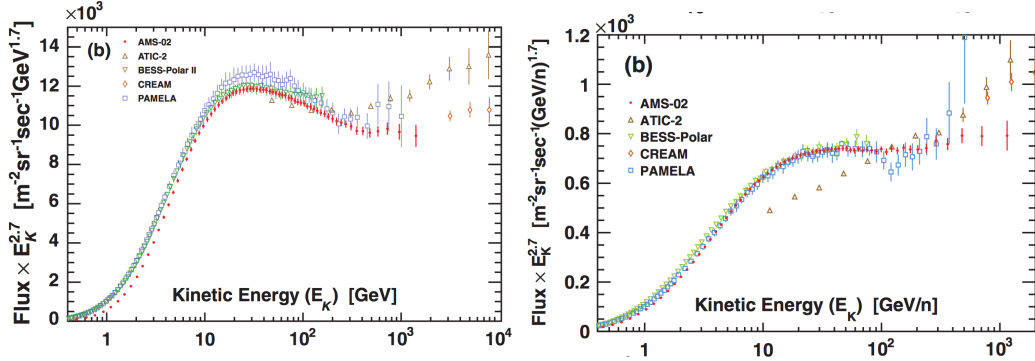 ×10³
(b)
AMS-02
ATIC-2
BESS-Polar II
CREAM
PAMELA
14
12
10
8
6
4
2
0
Flux × E_K^2.7 [m⁻²sr⁻¹sec⁻¹GeV^1.7]
Kinetic Energy (E_K) [GeV]
1 10 10² 10³ 10⁴
×10³
(b)
AMS-02
ATIC-2
BESS-Polar
CREAM
PAMELA
1.2
1
0.8
0.6
0.4
0.2
0
Flux × E_K^2.7 [m⁻²sr⁻¹sec⁻¹(GeV/n)^1.7]
Kinetic Energy (E_K) [GeV/n]
1 10 10² 10³